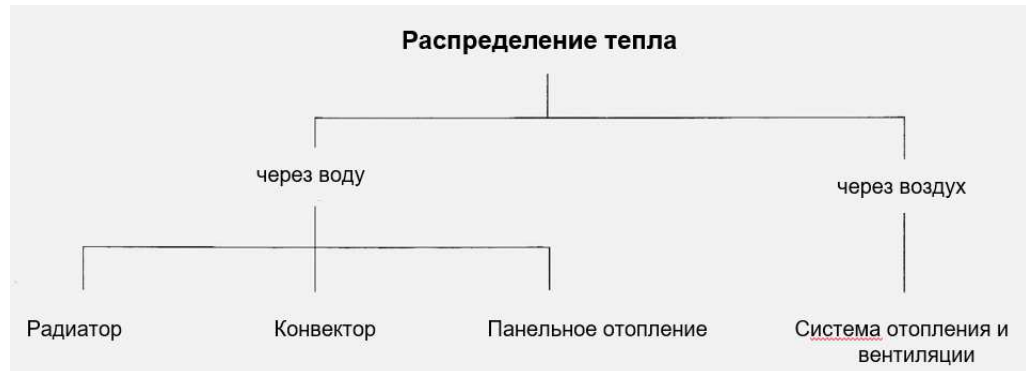 Распределение тепла
через воду
через воздух
Радиатор
Конвектор
Панельное отопление
Система отопления и
вентиляции